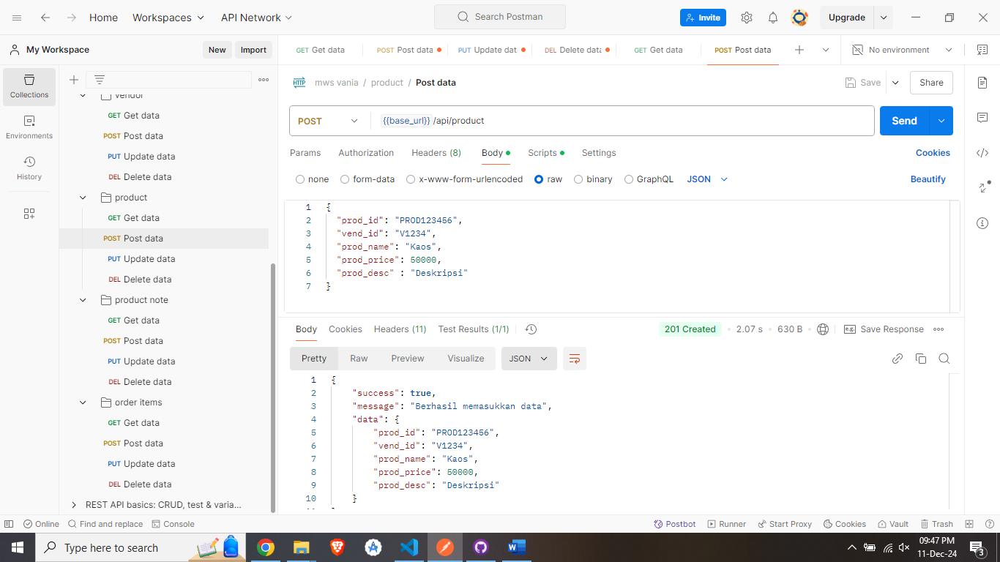 Home Workspaces API Network Search Postman Invite Upgrade
My Workspace New Import
GET Get data POST Post data PUT Update dat DEL Delete data GET Get data POST Post data No environment
Collections
Environments
History
vendor
GET Get data
POST Post data
PUT Update data
DEL Delete data
product
GET Get data
POST Post data
PUT Update data
DEL Delete data
product note
GET Get data
POST Post data
PUT Update data
DEL Delete data
order items
GET Get data
POST Post data
PUT Update data
DEL Delete data
REST API basics: CRUD, test & varia...
HTTP mws vania / product / Post data Save Share
POST {{base_url}} /api/product Send
Params Authorization Headers (8) Body Scripts Settings Cookies
none form-data x-www-form-urlencoded raw binary GraphQL JSON Beautify
1 {
2 "prod_id": "PROD123456",
3 "vend_id": "V1234",
4 "prod_name": "Kaos",
5 "prod_price": 50000,
6 "prod_desc" : "Deskripsi"
7 }
Body Cookies Headers (11) Test Results (1/1) 201 Created 2.07 s 630 B e.g. Save Response
Pretty Raw Preview Visualize JSON
1 {
2 "success": true,
3 "message": "Berhasil memasukkan data",
4 "data": {
5 "prod_id": "PROD123456",
6 "vend_id": "V1234",
7 "prod_name": "Kaos",
8 "prod_price": 50000,
9 "prod_desc": "Deskripsi"
10 }
Online Find and replace Console Postbot Runner Start Proxy Cookies Vault Trash
Type here to search
09:47 PM
11-Dec-24
3